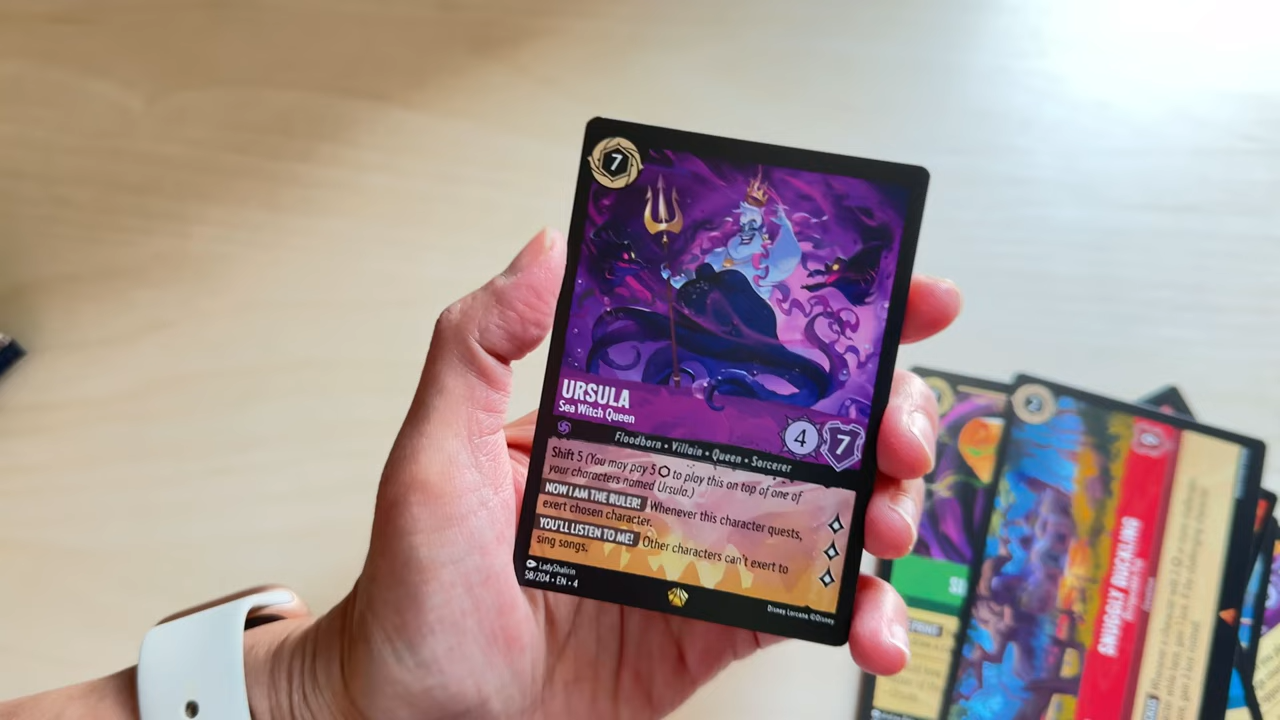 7
URSULA
Sea Witch Queen
4 7
Floodborn • Villain • Queen • Sorcerer
Shift 5 (You may pay 5 ⬡ to play this on top of one of
your characters named Ursula.)
NOW I AM THE RULER! Whenever this character quests,
exert chosen character.
YOU'LL LISTEN TO ME! Other characters can't exert to
sing songs.
LadyShalirin
58/204 • EN • 4
Disney Lorcana ©Disney
2
SNUGGLY DUCKLING